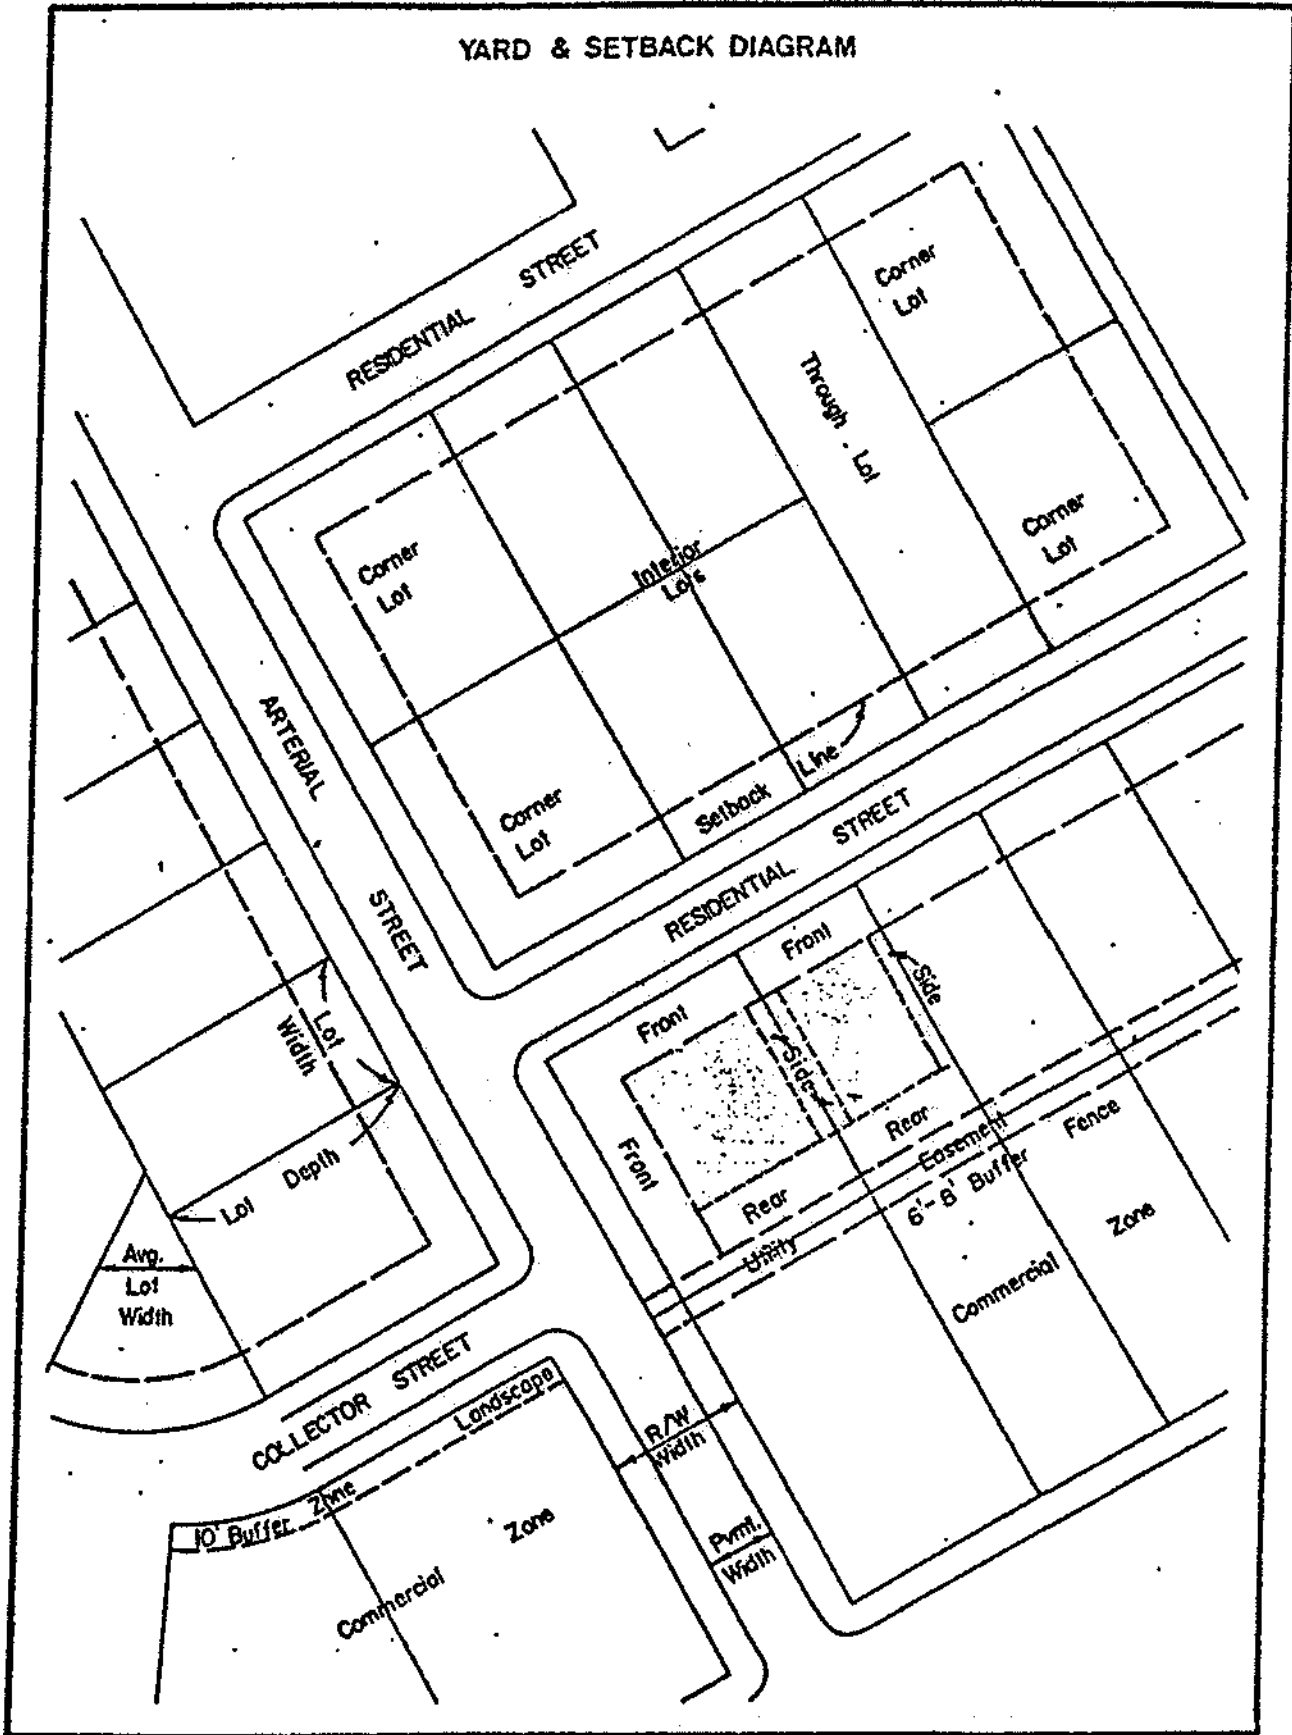 YARD & SETBACK DIAGRAM
RESIDENTIAL STREET
Corner
Lot
Through Lot
Corner
Lot
Interior
Lots
Corner
Lot
Corner
Lot
ARTERIAL STREET
Setback Line
RESIDENTIAL STREET
Front
Front
Side
Side
Front
Rear
Rear
Utility Easement
6'-8' Buffer Fence
Lot
Width
Lot Depth
Avg.
Lot
Width
Commercial Zone
COLLECTOR STREET
Landscape
10' Buffer Zone
R/W
Width
Pvmt.
Width
Commercial Zone